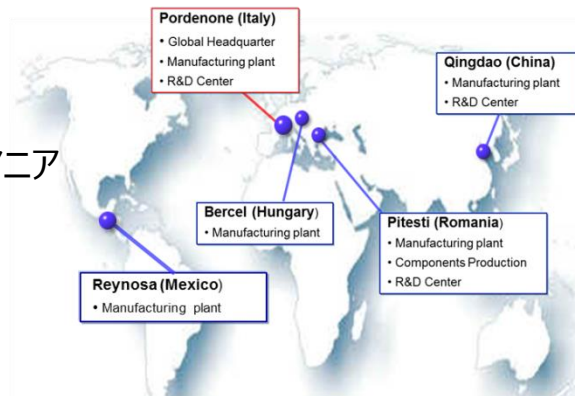 Pordenone (Italy)
• Global Headquarter
• Manufacturing plant
• R&D Center
Qingdao (China)
• Manufacturing plant
• R&D Center
ニア
Bercel (Hungary)
• Manufacturing plant
Pitesti (Romania)
• Manufacturing plant
• Components Production
• R&D Center
Reynosa (Mexico)
• Manufacturing plant